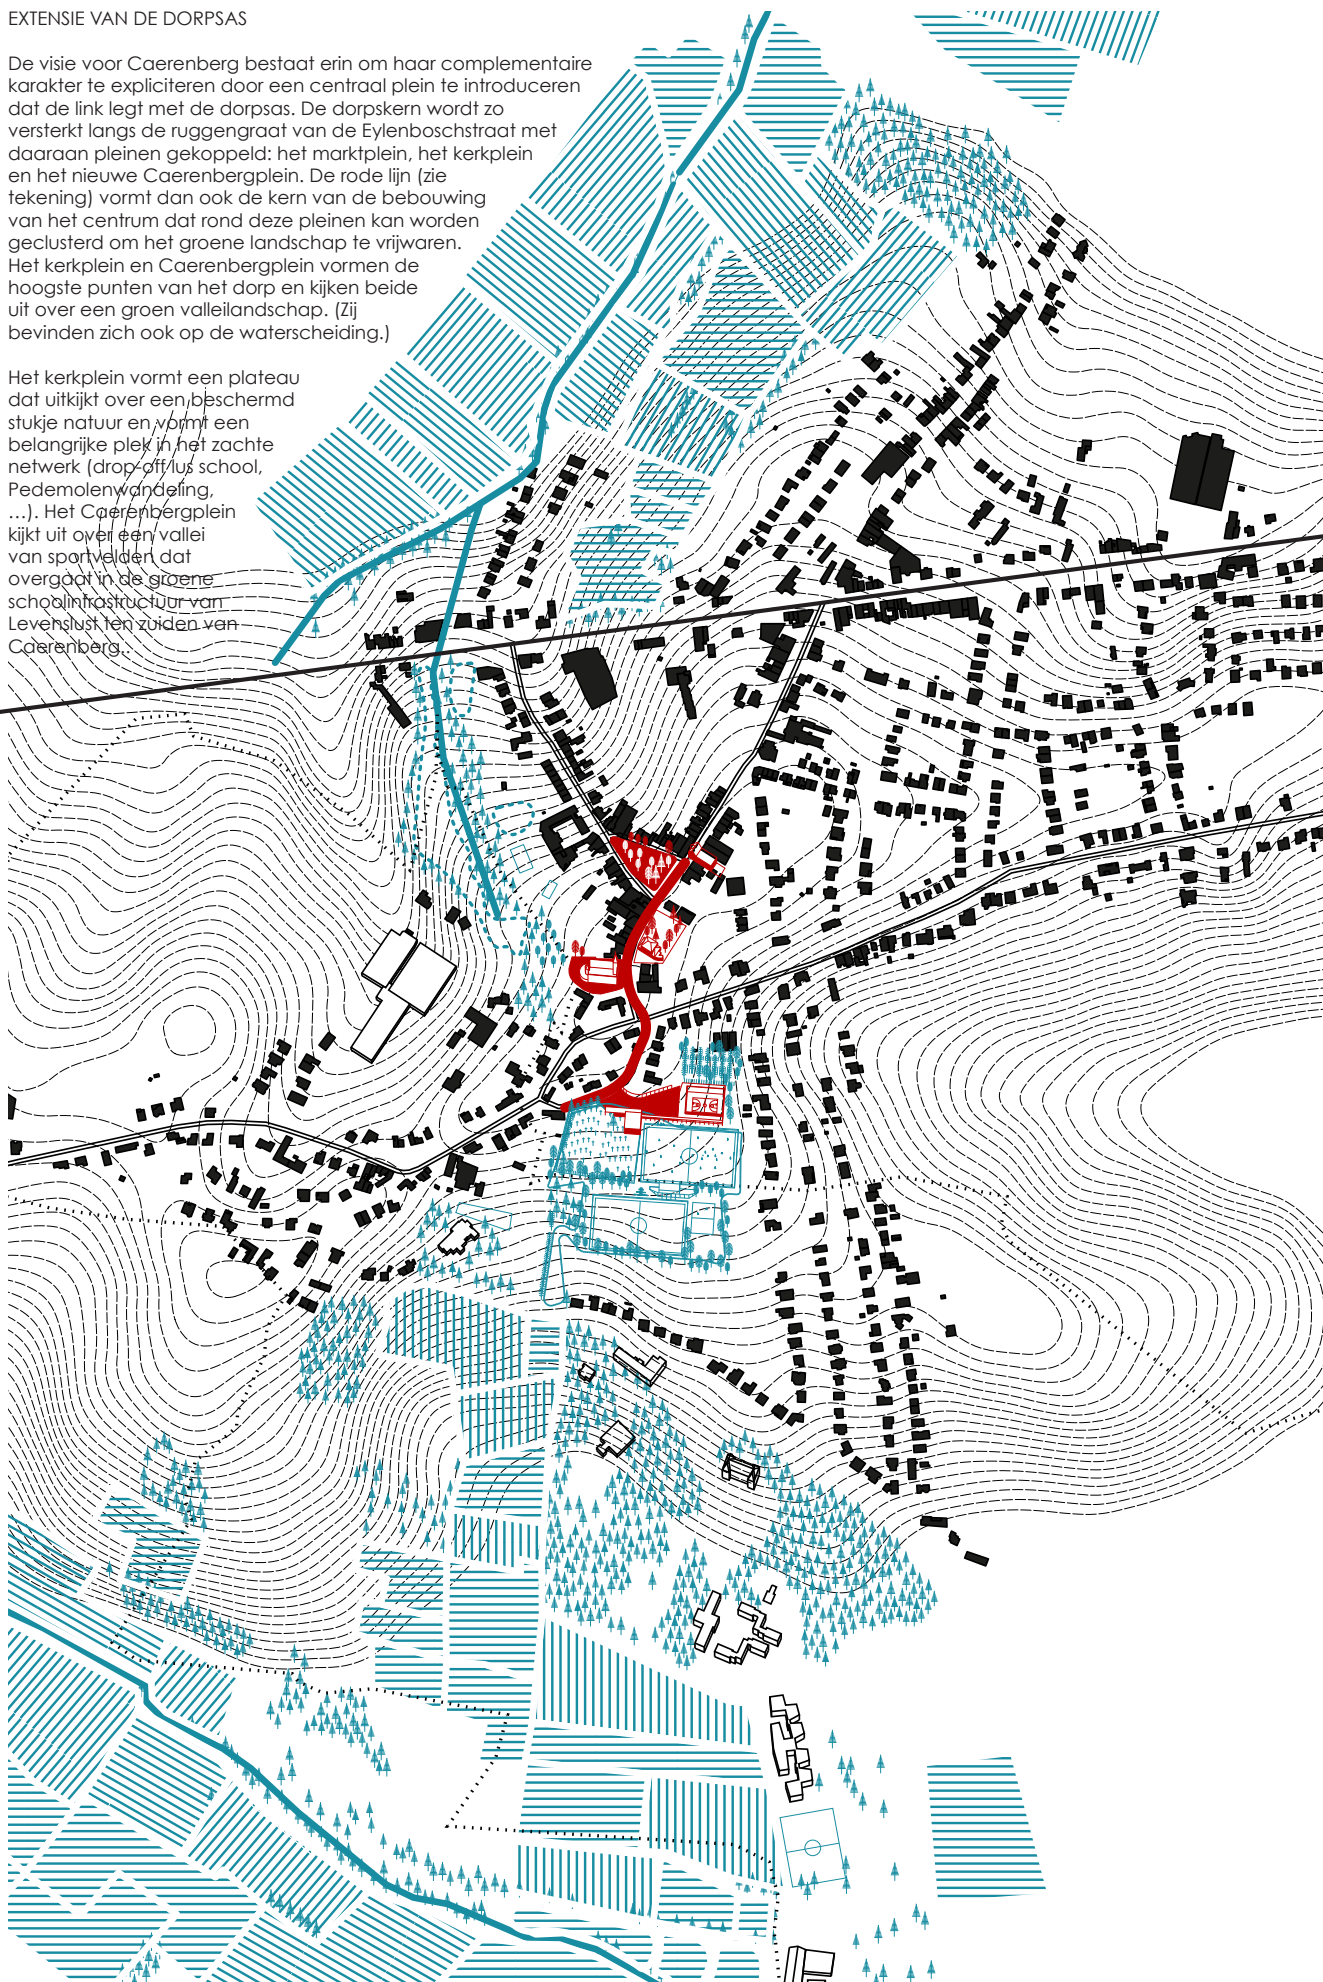 EXTENSIE VAN DE DORPSAS
De visie voor Caerenberg bestaat erin om haar complementaire
karakter te expliciteren door een centraal plein te introduceren
dat de link legt met de dorpsas. De dorpskern wordt zo
versterkt langs de ruggengraat van de Eylenboschstraat met
daaraan pleinen gekoppeld: het marktplein, het kerkplein
en het nieuwe Caerenbergplein. De rode lijn (zie
tekening) vormt dan ook de kern van de bebouwing
van het centrum dat rond deze pleinen kan worden
geclusterd om het groene landschap te vrijwaren.
Het kerkplein en Caerenbergplein vormen de
hoogste punten van het dorp en kijken beide
uit over een groen valleilandschap. (Zij
bevinden zich ook op de waterscheiding.)
Het kerkplein vormt een plateau
dat uitkijkt over een beschermd
stukje natuur en vormt een
belangrijke plek in het zachte
netwerk (drop-off lus school,
Pedemolenwandeling,
...). Het Caerenbergplein
kijkt uit over een vallei
van sportvelden dat
overgaat in de groene
schoolinfrastructuur van
Levenslust ten zuiden van
Caerenberg..